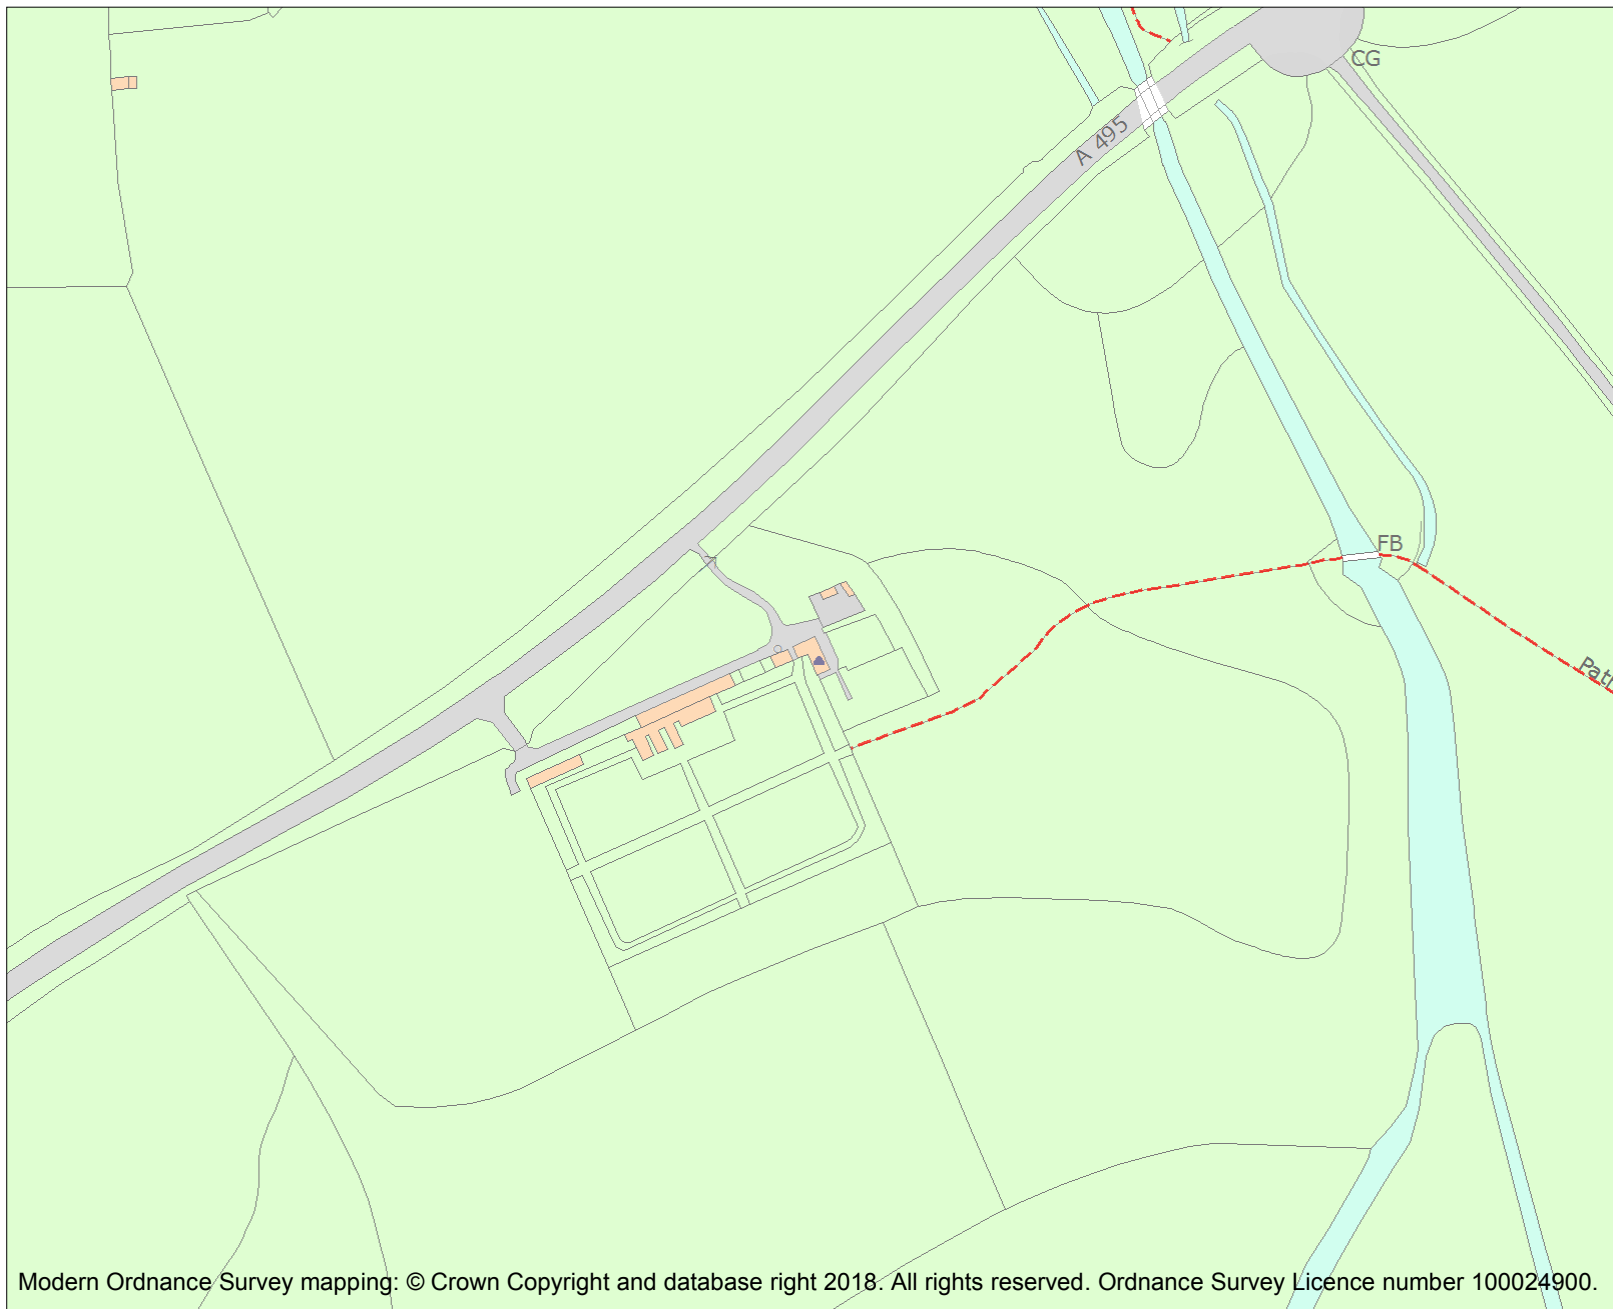 CG
A 495
FB
Modern Ordnance Survey mapping: © Crown Copyright and database right 2018. All rights reserved. Ordnance Survey Licence number 100024900.